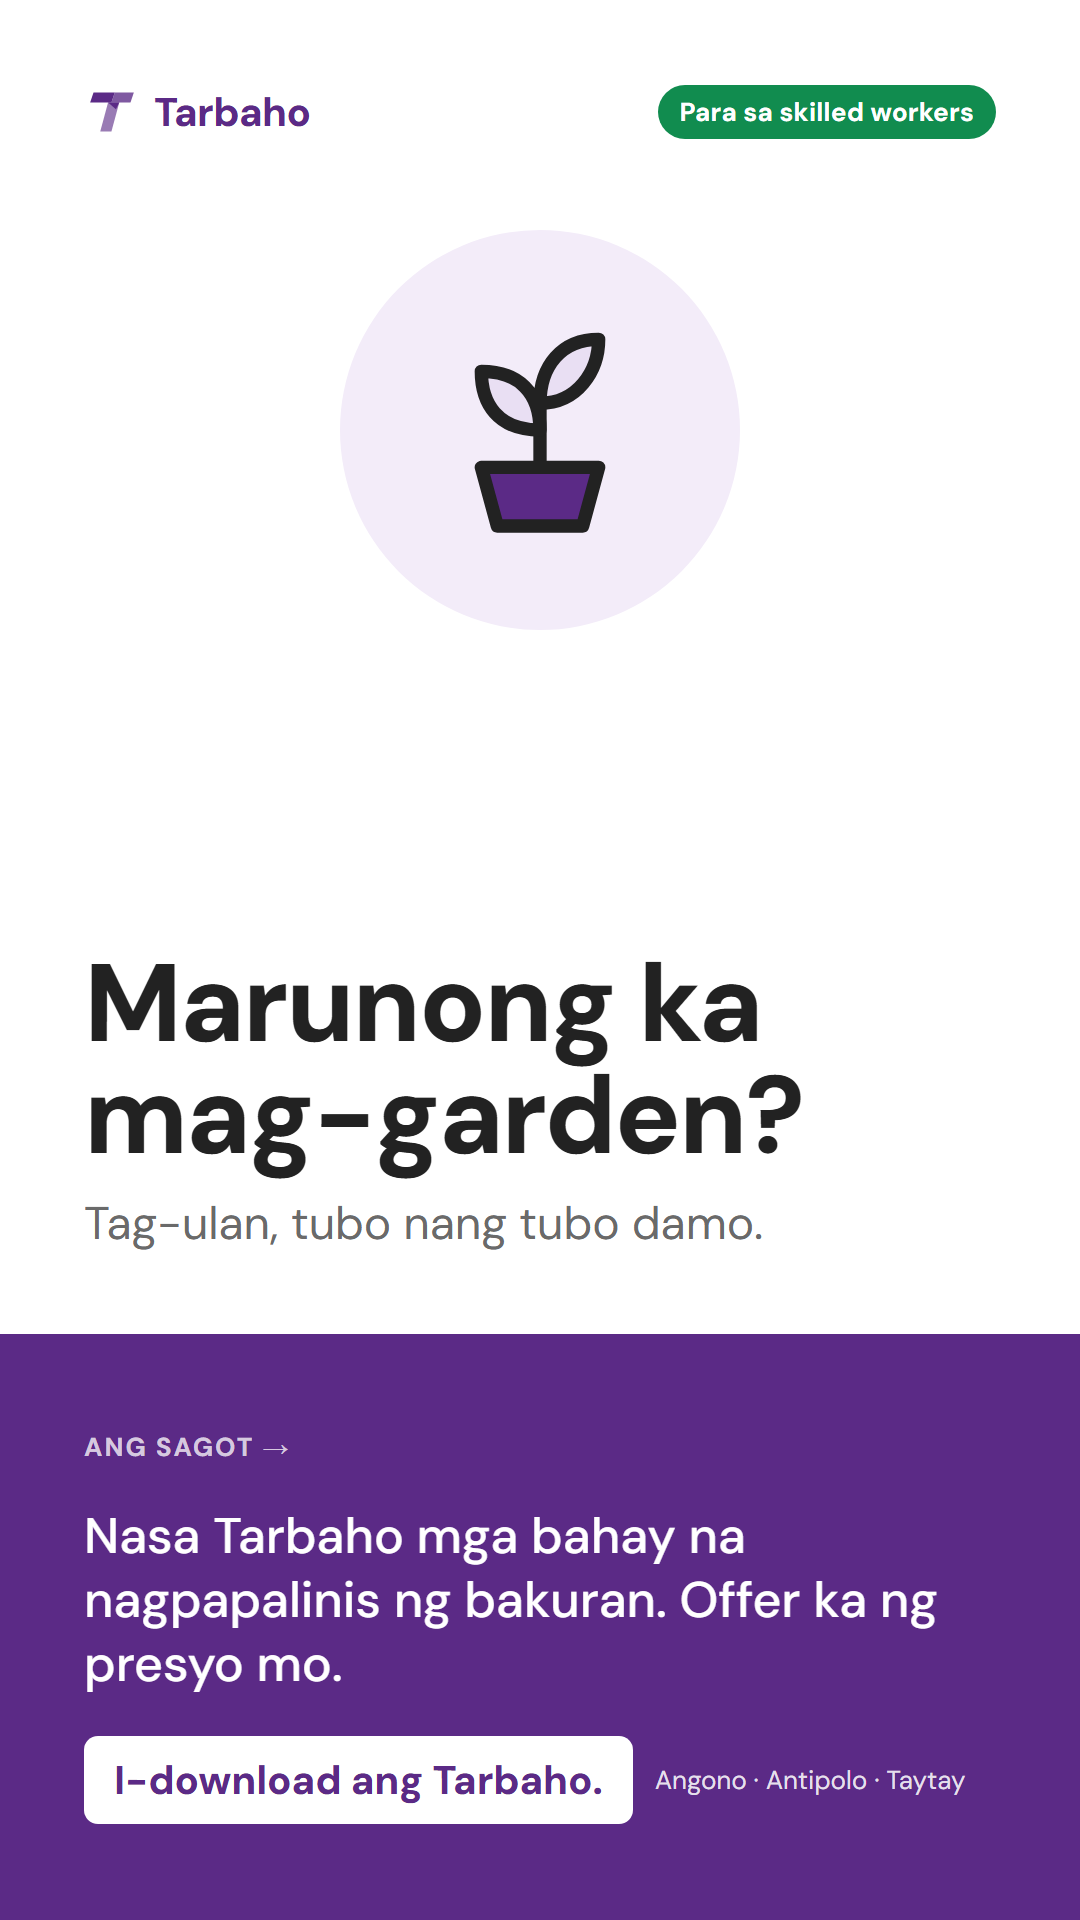 Tarbaho
Para sa skilled workers
Marunong ka
mag-garden?
Tag-ulan, tubo nang tubo damo.
ANG SAGOT →
Nasa Tarbaho mga bahay na
nagpapalinis ng bakuran. Offer ka ng
presyo mo.
I-download ang Tarbaho.
Angono · Antipolo · Taytay